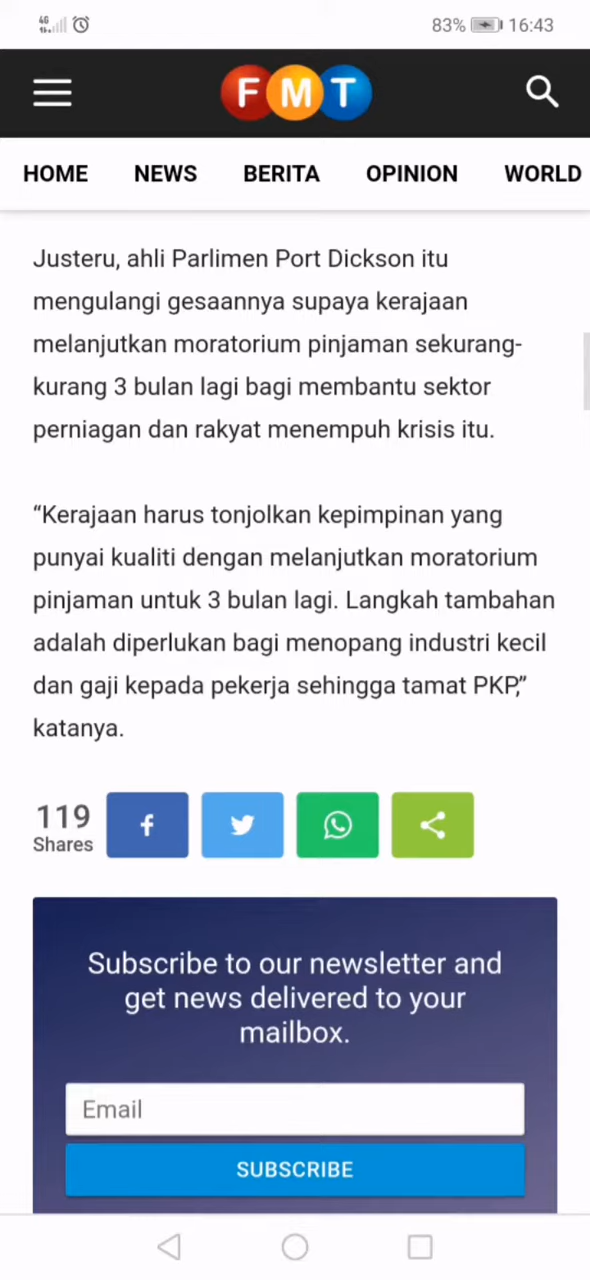 4G
83% 16:43
FMT
HOME NEWS BERITA OPINION WORLD
Justeru, ahli Parlimen Port Dickson itu
mengulangi gesaannya supaya kerajaan
melanjutkan moratorium pinjaman sekurang-
kurang 3 bulan lagi bagi membantu sektor
perniagan dan rakyat menempuh krisis itu.
“Kerajaan harus tonjolkan kepimpinan yang
punyai kualiti dengan melanjutkan moratorium
pinjaman untuk 3 bulan lagi. Langkah tambahan
adalah diperlukan bagi menopang industri kecil
dan gaji kepada pekerja sehingga tamat PKP,”
katanya.
119
Shares
Subscribe to our newsletter and
get news delivered to your
mailbox.
Email
SUBSCRIBE